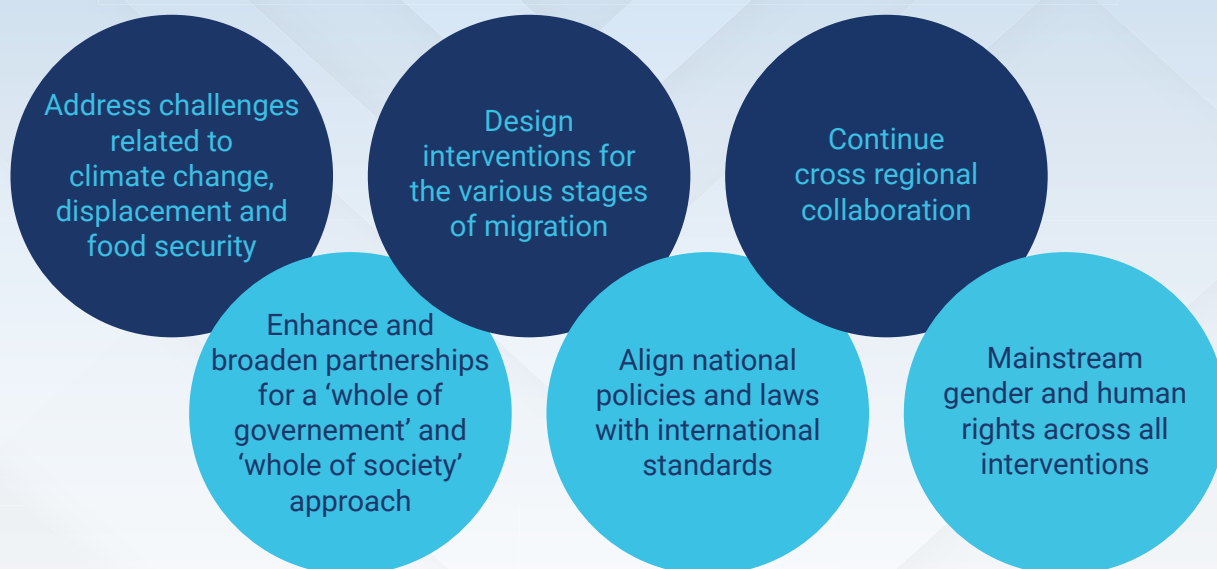 Address challenges
related to
climate change,
displacement and
food security
Design
interventions for
the various stages
of migration
Continue
cross regional
collaboration
Enhance and
broaden partnerships
for a ‘whole of
governement’ and
‘whole of society’
approach
Align national
policies and laws
with international
standards
Mainstream
gender and human
rights across all
interventions